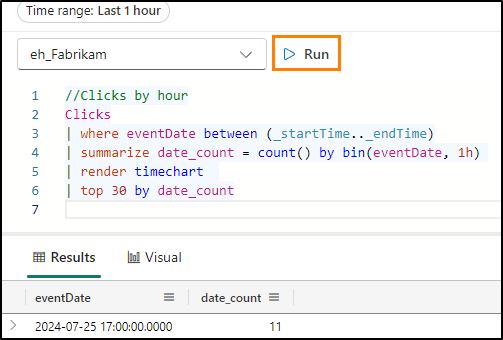 Time range: Last 1 hour
eh_Fabrikam Run
1 //Clicks by hour
2 Clicks
3 | where eventDate between (_startTime.._endTime)
4 | summarize date_count = count() by bin(eventDate, 1h)
5 | render timechart
6 | top 30 by date_count
7
Results Visual
eventDate date_count
2024-07-25 17:00:00.0000 11